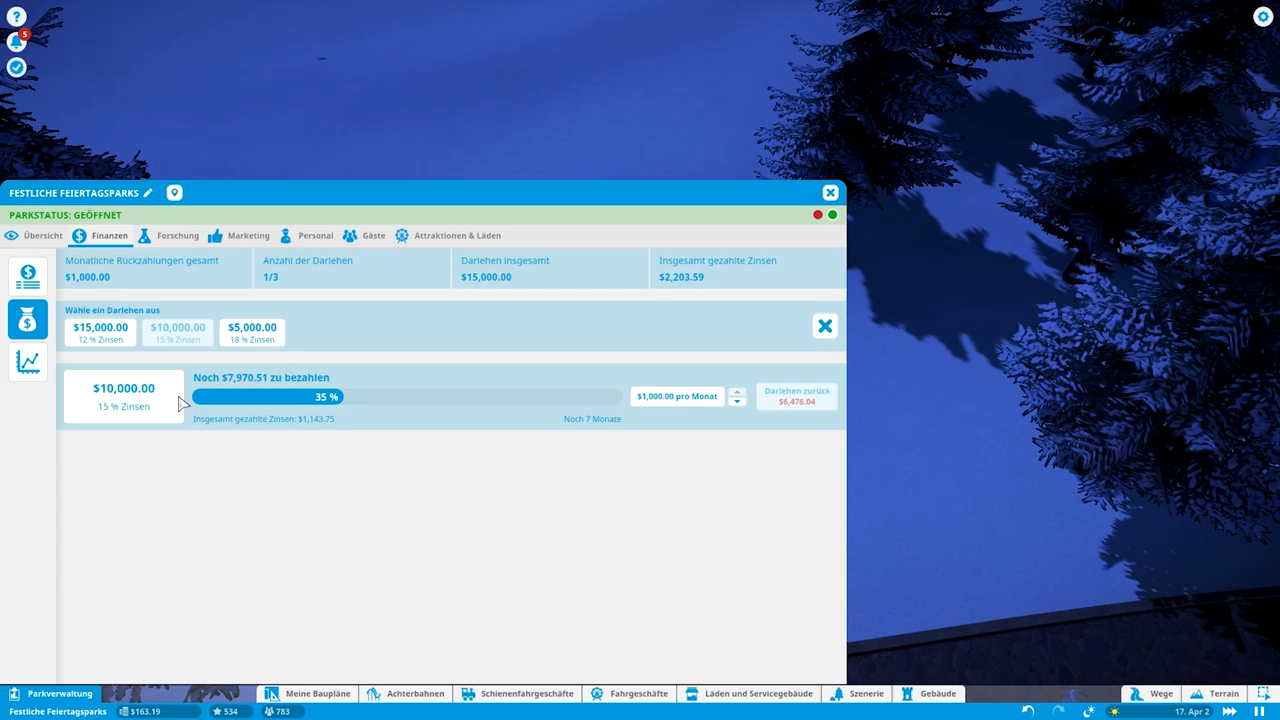 ?
5
FESTLICHE FEIERTAGSPARKS
PARKSTATUS: GEÖFFNET
Übersicht
Finanzen
Forschung
Marketing
Personal
Gäste
Attraktionen & Läden
Monatliche Rückzahlungen gesamt
$1,000.00
Anzahl der Darlehen
1/3
Darlehen insgesamt
$15,000.00
Insgesamt gezahlte Zinsen
$2,203.59
Wähle ein Darlehen aus
$15,000.00
12 % Zinsen
$10,000.00
15 % Zinsen
$5,000.00
18 % Zinsen
$10,000.00
15 % Zinsen
Noch $7,970.51 zu bezahlen
35 %
Insgesamt gezahlte Zinsen: $1,143.75
Noch 7 Monate
$1,000.00 pro Monat
Darlehen zurück
$6,476.04
Parkverwaltung
Meine Baupläne
Achterbahnen
Schienenfahrgeschäfte
Fahrgeschäfte
Läden und Servicegebäude
Szenerie
Gebäude
Wege
Terrain
Festliche Feiertagsparks
$163.19
534
783
17. Apr 2